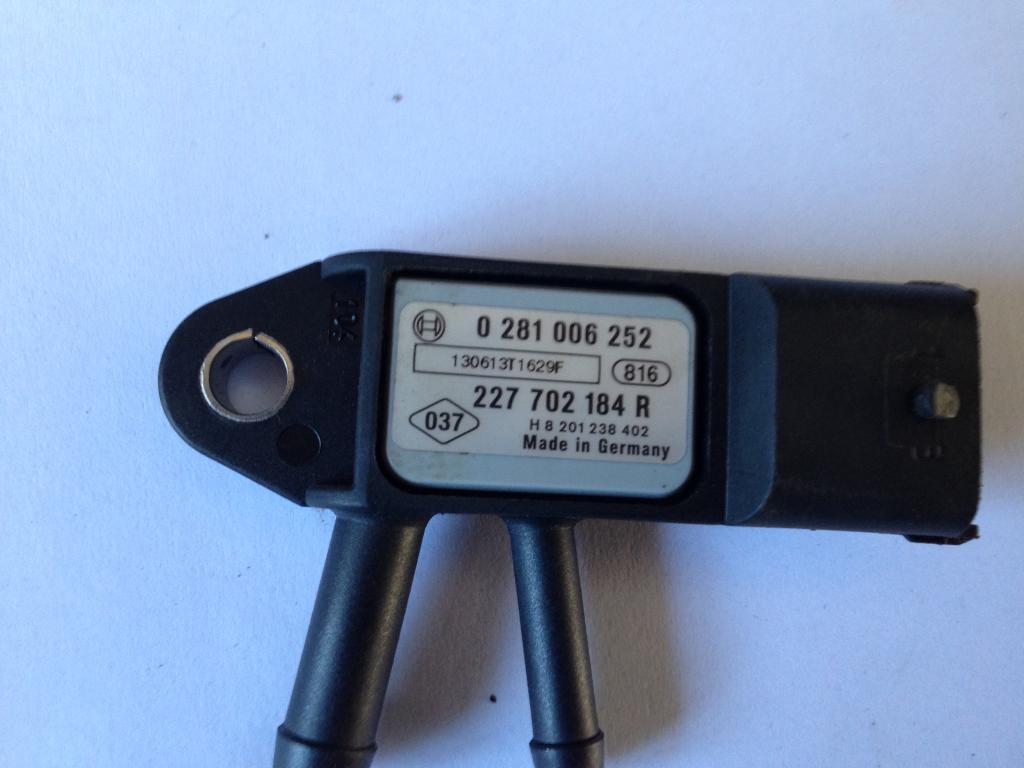 0 281 006 252
130613T1629F
816
227 702 184 R
037
H 8 201 238 402
Made in Germany